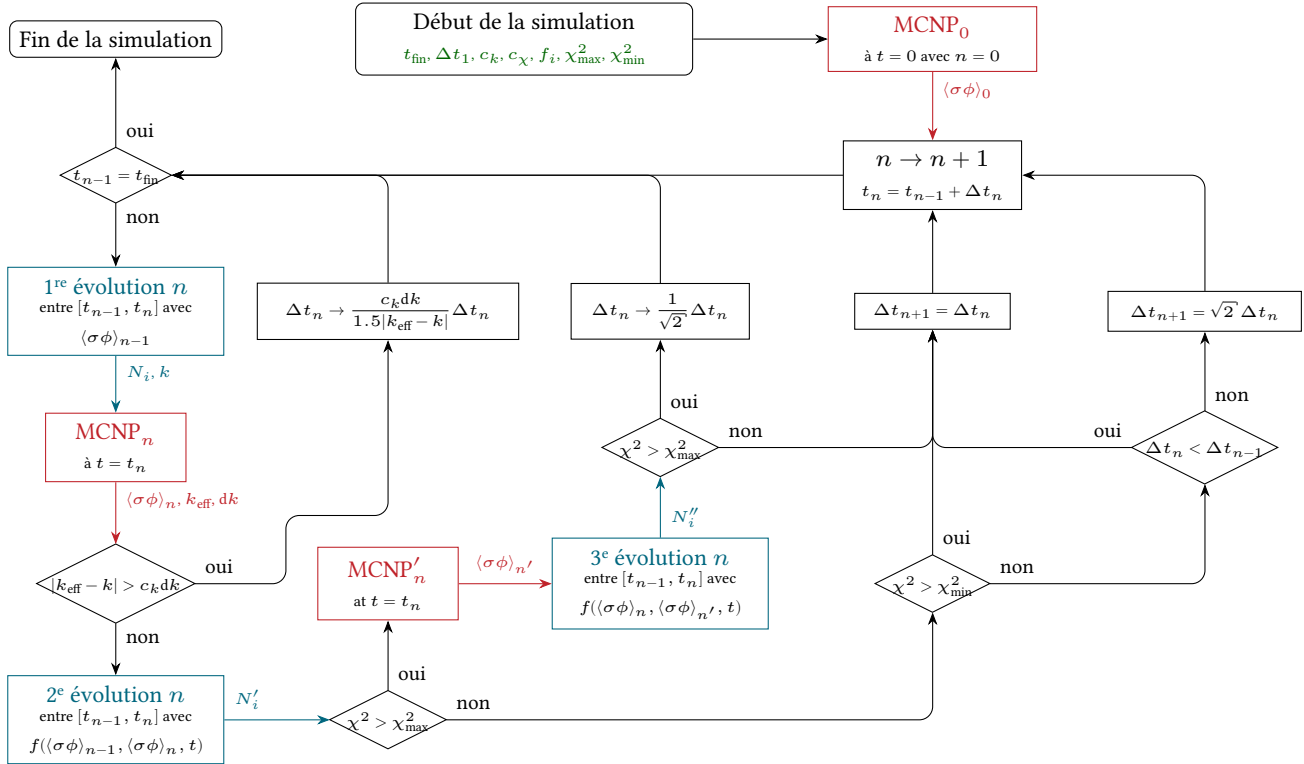 Début de la simulation
t_fin, Δt_1, c_k, c_χ, f_i, χ²_max, χ²_min
MCNP_0
à t = 0 avec n = 0
⟨σϕ⟩_0
Fin de la simulation
oui
t_{n−1} = t_fin
non
n → n + 1
t_n = t_{n−1} + Δt_n
1^re évolution n
entre [t_{n−1}, t_n] avec
⟨σϕ⟩_{n−1}
N_i, k
Δt_n → c_k dk / 1.5|k_eff − k| Δt_n
Δt_n → 1/√2 Δt_n
Δt_{n+1} = Δt_n
Δt_{n+1} = √2 Δt_n
MCNP_n
à t = t_n
⟨σϕ⟩_n, k_eff, dk
oui
χ² > χ²_max
non
oui
Δt_n < Δt_{n−1}
non
|k_eff − k| > c_k dk
oui
non
MCNP′_n
at t = t_n
⟨σϕ⟩_{n′}
N″_i
3^e évolution n
entre [t_{n−1}, t_n] avec
f(⟨σϕ⟩_n, ⟨σϕ⟩_{n′}, t)
oui
χ² > χ²_min
non
2^e évolution n
entre [t_{n−1}, t_n] avec
f(⟨σϕ⟩_{n−1}, ⟨σϕ⟩_n, t)
N′_i
oui
χ² > χ²_max
non